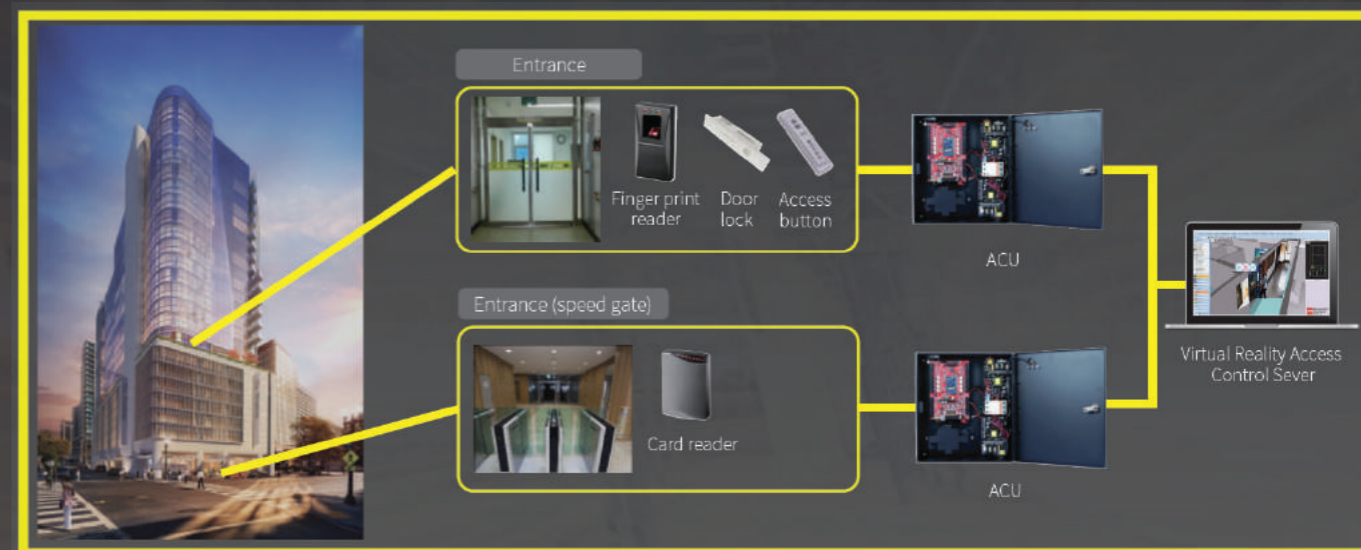 Entrance
Finger print
reader
Door
lock
Access
button
ACU
Entrance (speed gate)
Card reader
ACU
Virtual Reality Access
Control Sever